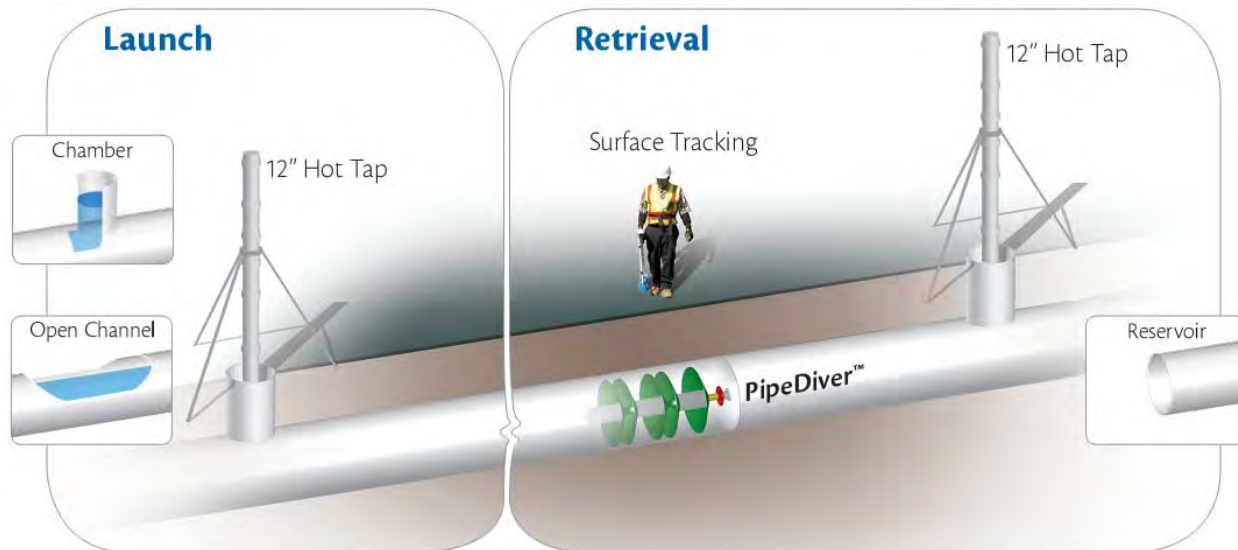 Launch
Retrieval
12" Hot Tap
Surface Tracking
Chamber
12" Hot Tap
Open Channel
Reservoir
PipeDiver™